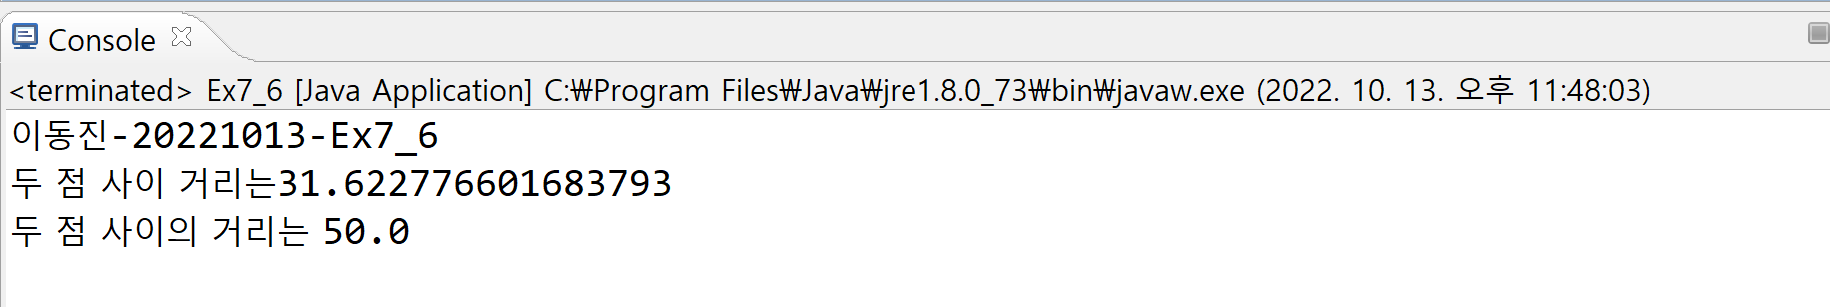 Console
<terminated> Ex7_6 [Java Application] C:₩Program Files₩Java₩jre1.8.0_73₩bin₩javaw.exe (2022. 10. 13. 오후 11:48:03)
이동진-20221013-Ex7_6
두 점 사이 거리는31.622776601683793
두 점 사이의 거리는 50.0